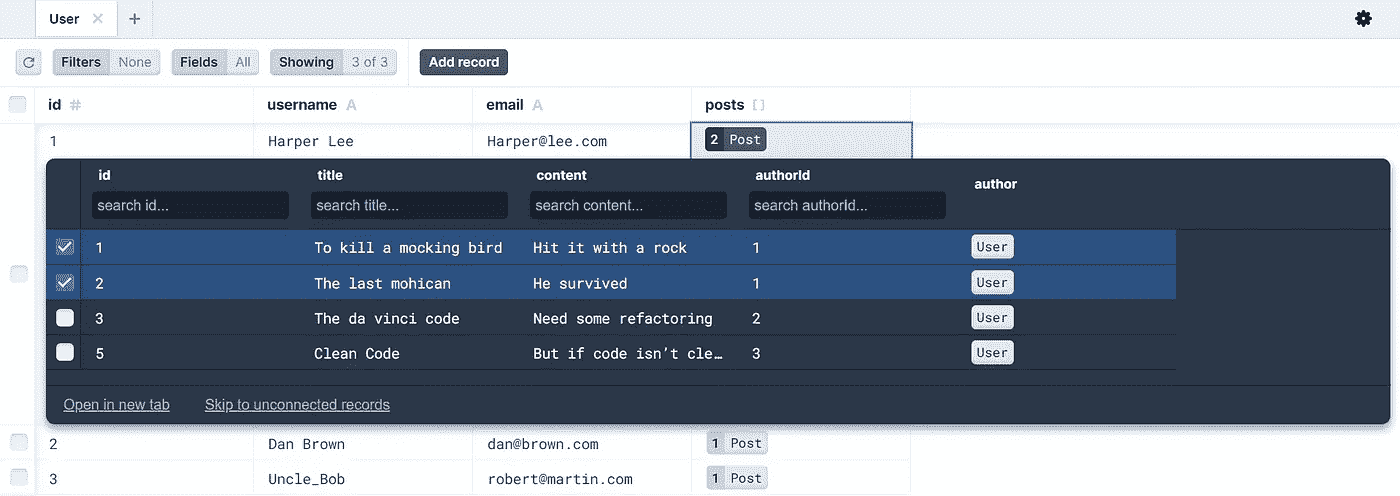 User
Filters None Fields All Showing 3 of 3 Add record
id # username A email A posts []
1 Harper Lee Harper@lee.com 2 Post
id title content authorId author
search id... search title... search content... search authorId...
1 To kill a mocking bird Hit it with a rock 1 User
2 The last mohican He survived 1 User
3 The da vinci code Need some refactoring 2 User
5 Clean Code But if code isn’t cle… 3 User
Open in new tab Skip to unconnected records
2 Dan Brown dan@brown.com 1 Post
3 Uncle_Bob robert@martin.com 1 Post